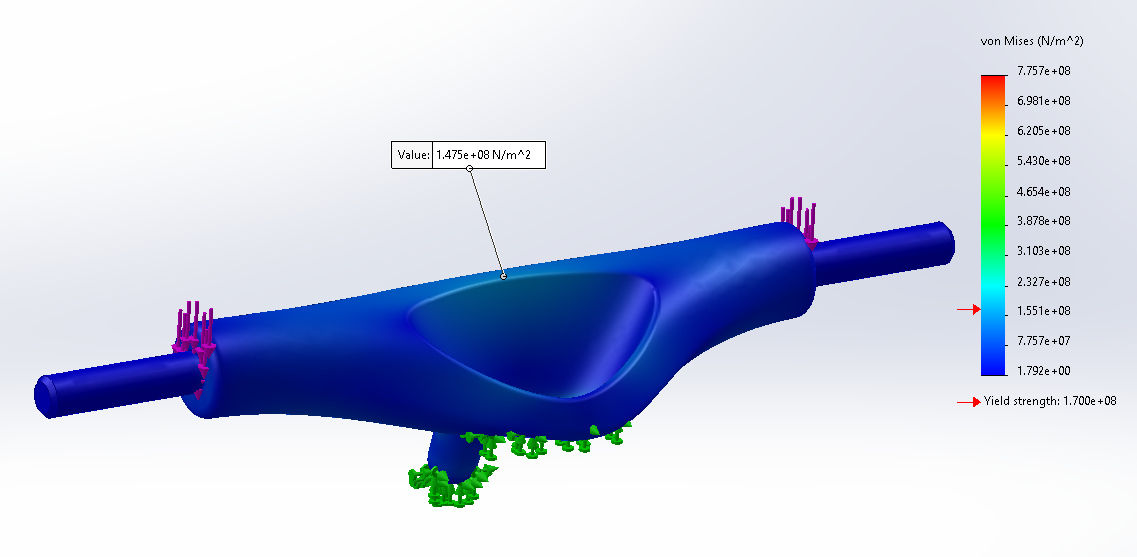 von Mises (N/m^2)
7.757e+08
6.981e+08
6.205e+08
5.430e+08
4.654e+08
3.878e+08
3.103e+08
2.327e+08
1.551e+08
7.757e+07
1.792e+00
Yield strength: 1.700e+08
Value: 1.475e+08 N/m^2